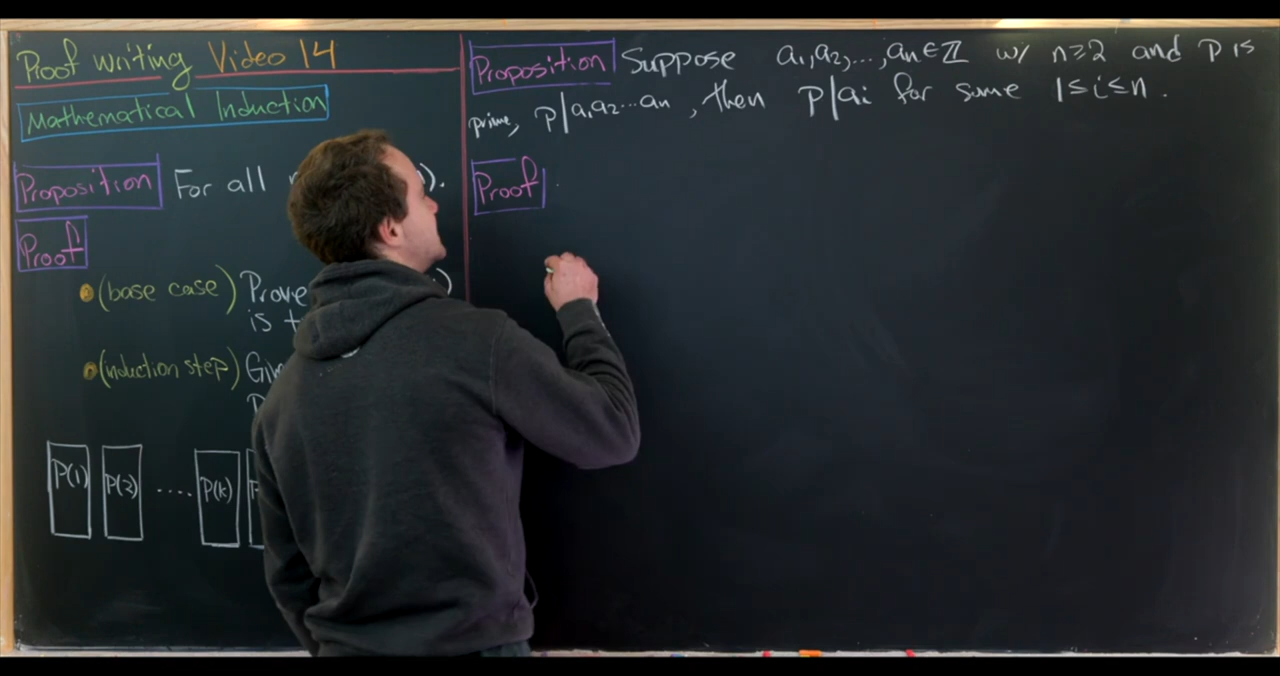 Proof writing Video 14
Mathematical Induction
Proposition For all
Proof
(base case) Prove
is
(induction step)
P(1) P(2) .... P(k)
Proposition Suppose a₁,a₂,...,aₙ∈ℤ w/ n≥2 and p is
prime, p|a₁a₂...aₙ, then p|aᵢ for some 1≤i≤n.
Proof